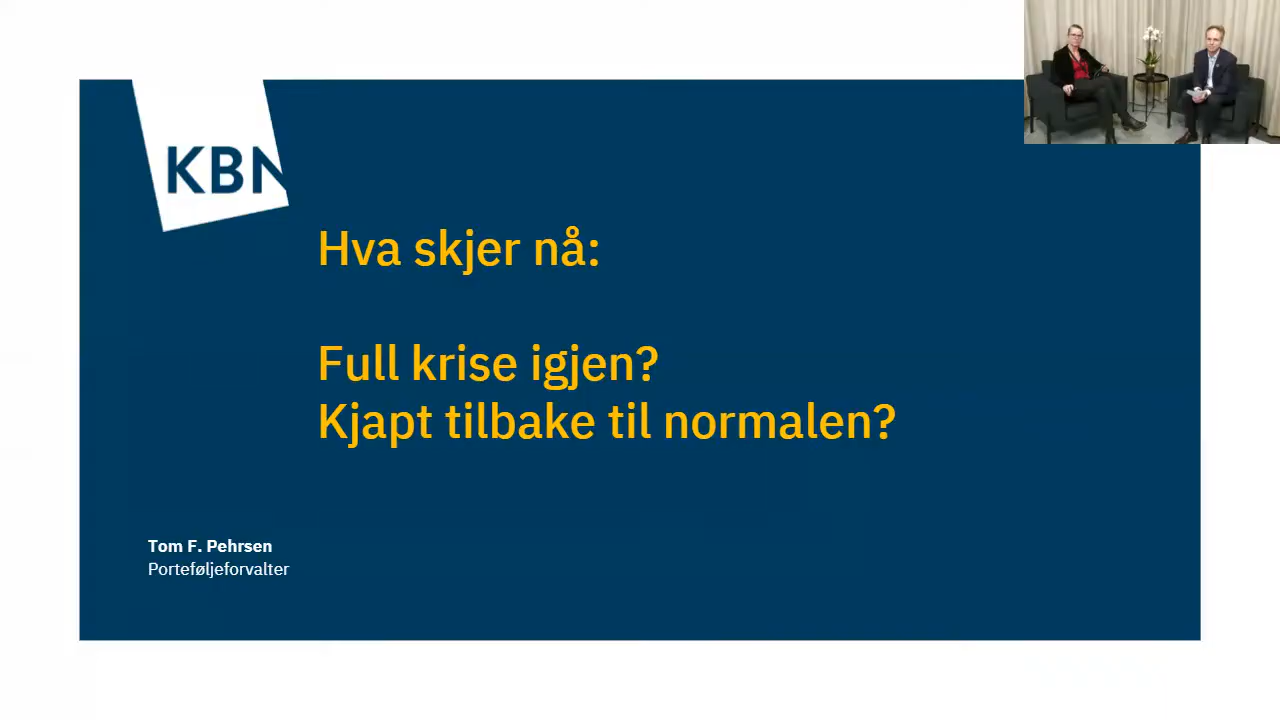 KBN
Hva skjer nå:
Full krise igjen?
Kjapt tilbake til normalen?
Tom F. Pehrsen
Porteføljeforvalter